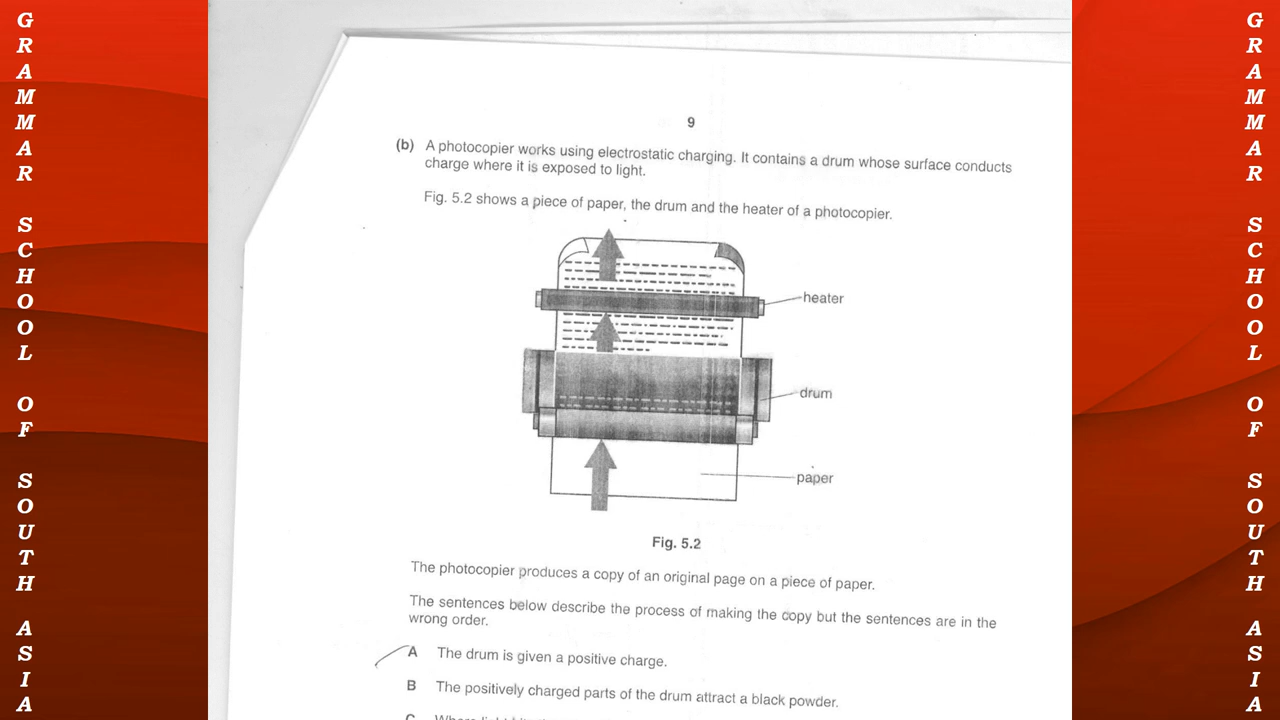 GRAMMAR SCHOOL OF SOUTH ASIA
9
(b) A photocopier works using electrostatic charging. It contains a drum whose surface conducts
charge where it is exposed to light.
Fig. 5.2 shows a piece of paper, the drum and the heater of a photocopier.
heater
drum
paper
Fig. 5.2
The photocopier produces a copy of an original page on a piece of paper.
The sentences below describe the process of making the copy but the sentences are in the
wrong order.
A The drum is given a positive charge.
B The positively charged parts of the drum attract a black powder.
C Where light
GRAMMAR SCHOOL OF SOUTH ASIA